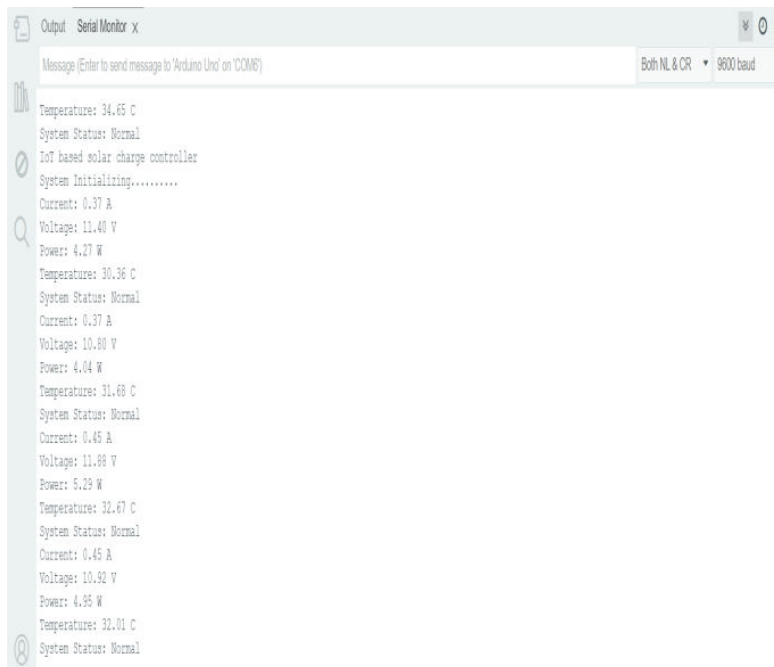 Output Serial Monitor x
Message (Enter to send message to 'Arduino Uno' on 'COM6') Both NL & CR 9600 baud
Temperature: 34.65 C
System Status: Normal
IoT based solar charge controller
System Initializing..........
Current: 0.37 A
Voltage: 11.40 V
Power: 4.27 W
Temperature: 30.36 C
System Status: Normal
Current: 0.37 A
Voltage: 10.80 V
Power: 4.04 W
Temperature: 31.68 C
System Status: Normal
Current: 0.45 A
Voltage: 11.88 V
Power: 5.29 W
Temperature: 32.67 C
System Status: Normal
Current: 0.45 A
Voltage: 10.92 V
Power: 4.95 W
Temperature: 32.01 C
System Status: Normal